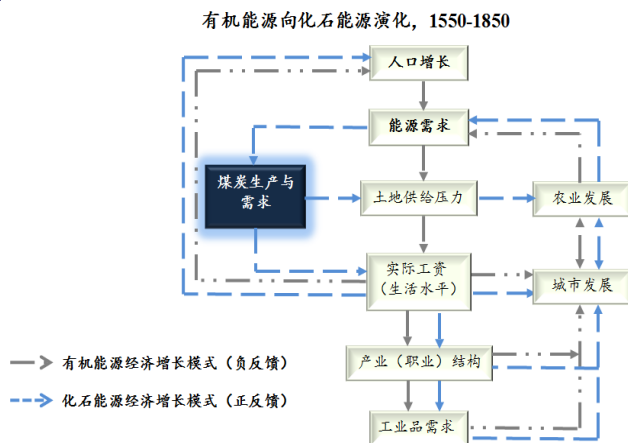 有机能源向化石能源演化，1550-1850
人口增长
能源需求
煤炭生产与
需求
土地供给压力
农业发展
实际工资
（生活水平）
城市发展
产业（职业）结构
工业品需求
有机能源经济增长模式（负反馈）
化石能源经济增长模式（正反馈）